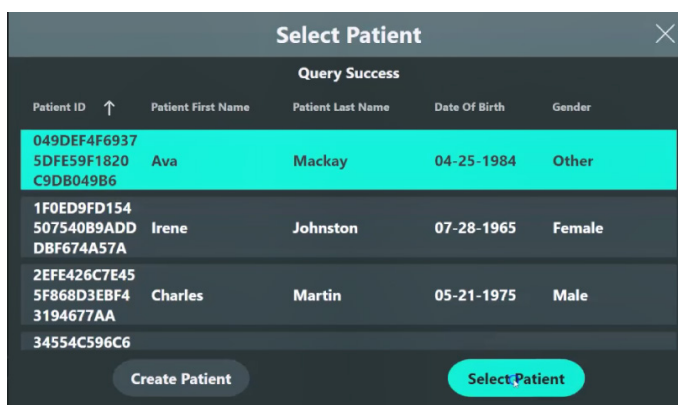 Select Patient
Query Success
Patient ID Patient First Name Patient Last Name Date Of Birth Gender
049DEF4F6937
5DFE59F1820 Ava Mackay 04-25-1984 Other
C9DB049B6
1F0ED9FD154
507540B9ADD Irene Johnston 07-28-1965 Female
DBF674A57A
2EFE426C7E45
5F868D3EBF4 Charles Martin 05-21-1975 Male
3194677AA
34554C596C6
Create Patient Select Patient